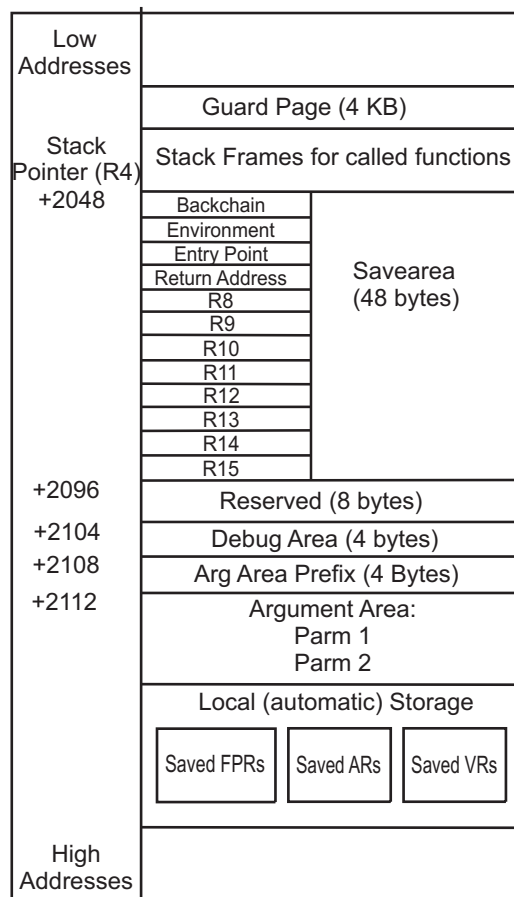 Low
Addresses
Guard Page (4 KB)
Stack
Pointer (R4)
+2048
Stack Frames for called functions
Backchain
Environment
Entry Point
Return Address
R8
R9
R10
R11
R12
R13
R14
R15
Savearea
(48 bytes)
+2096
Reserved (8 bytes)
+2104
Debug Area (4 bytes)
+2108
Arg Area Prefix (4 Bytes)
+2112
Argument Area:
Parm 1
Parm 2
Local (automatic) Storage
Saved FPRs
Saved ARs
Saved VRs
High
Addresses